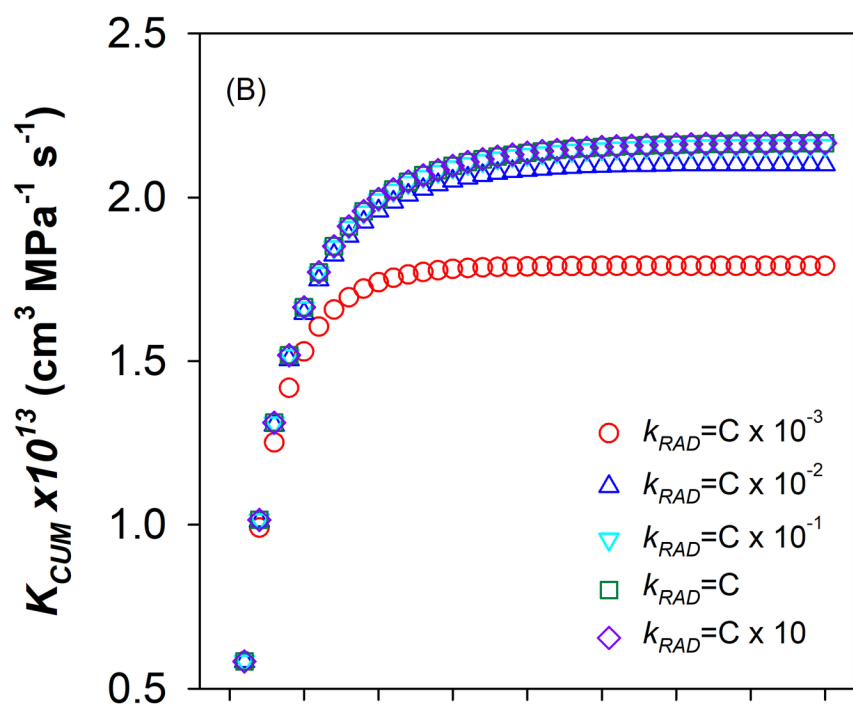 2.5
(B)
2.0
1.5
1.0
0.5
K_CUM x10^13 (cm^3 MPa^-1 s^-1)
k_RAD=C x 10^-3
k_RAD=C x 10^-2
k_RAD=C x 10^-1
k_RAD=C
k_RAD=C x 10